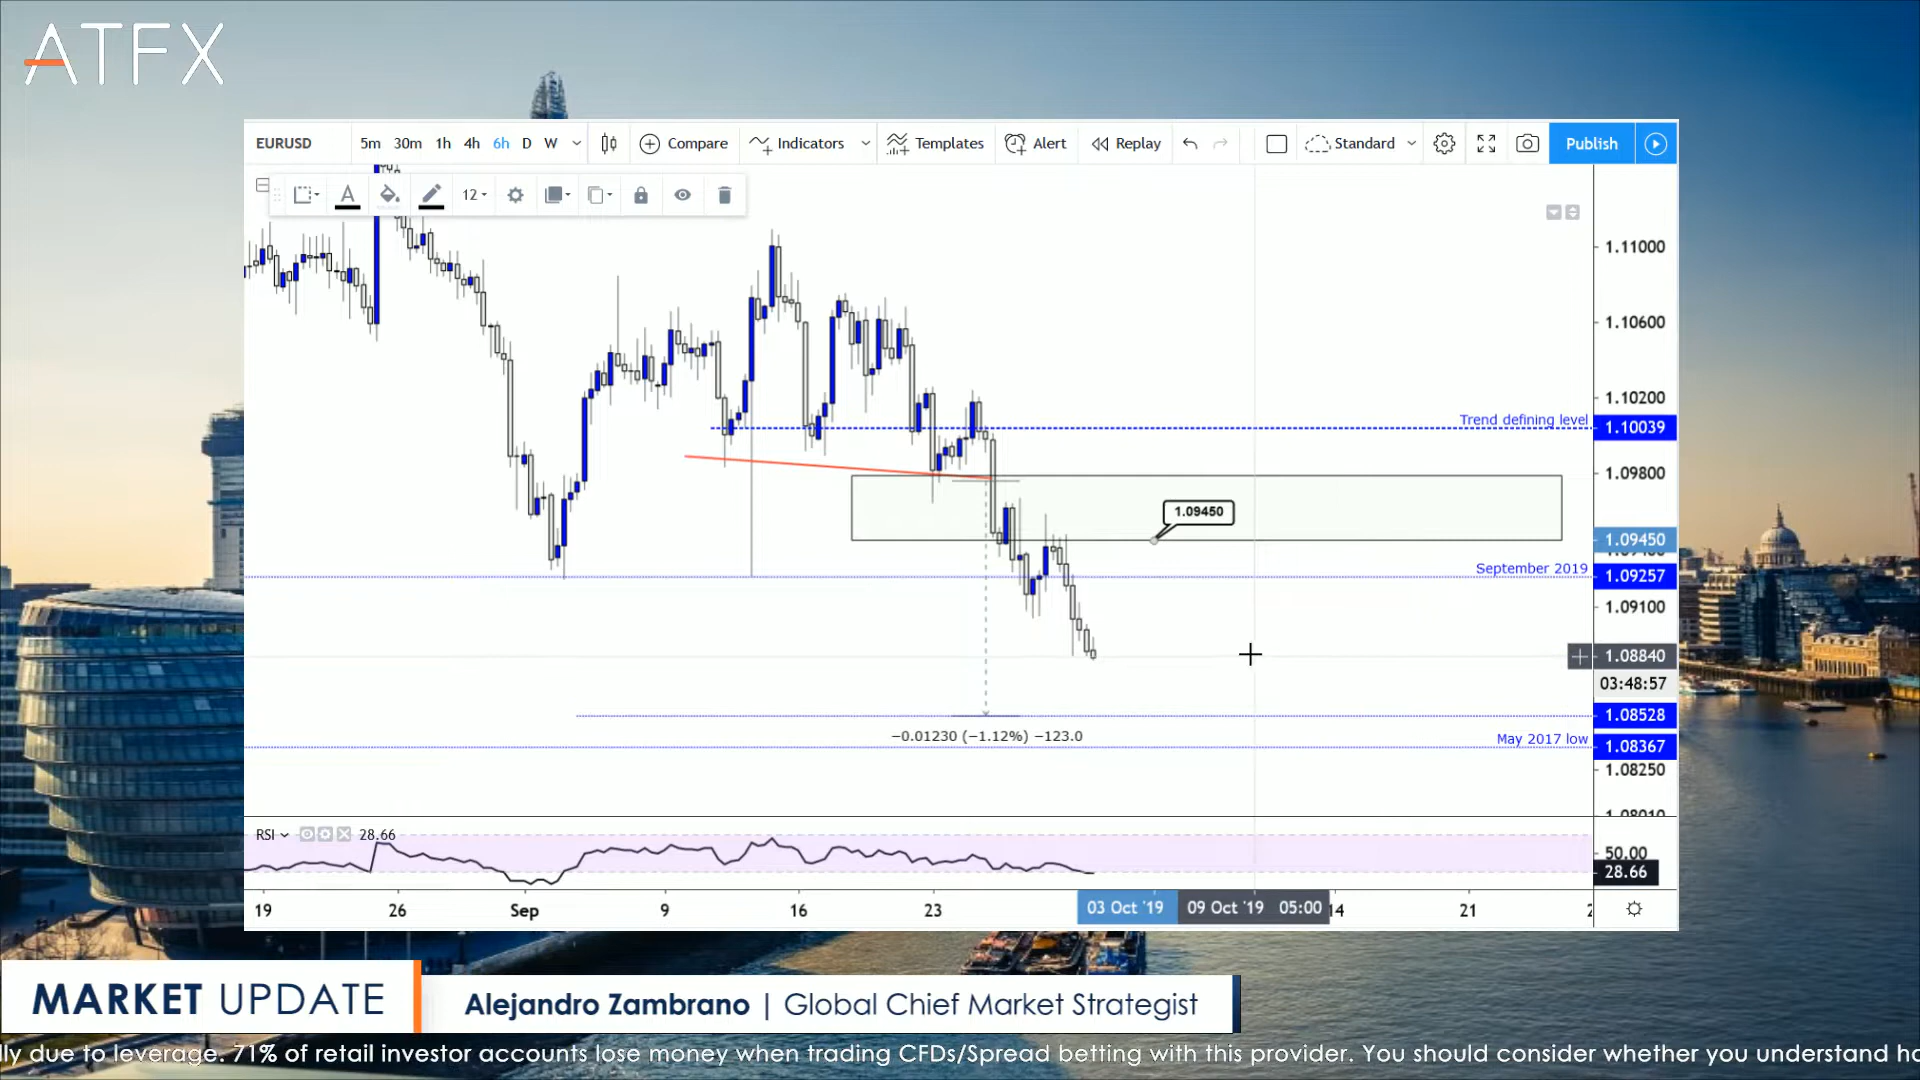 ATFX
EURUSD 5m 30m 1h 4h 6h D W Compare Indicators Templates Alert Replay Standard Publish
A 12
1.11000
1.10600
1.10200
Trend defining level 1.10039
1.09800
1.09450
1.09450
September 2019 1.09257
1.09100
1.08840
03:48:57
1.08528
−0.01230 (−1.12%) −123.0
May 2017 low 1.08367
1.08250
RSI 28.66
50.00
28.66
19 26 Sep 9 16 23 03 Oct '19 09 Oct '19 05:00 14 21
MARKET UPDATE
Alejandro Zambrano | Global Chief Market Strategist
lly due to leverage. 71% of retail investor accounts lose money when trading CFDs/Spread betting with this provider. You should consider whether you understand ho